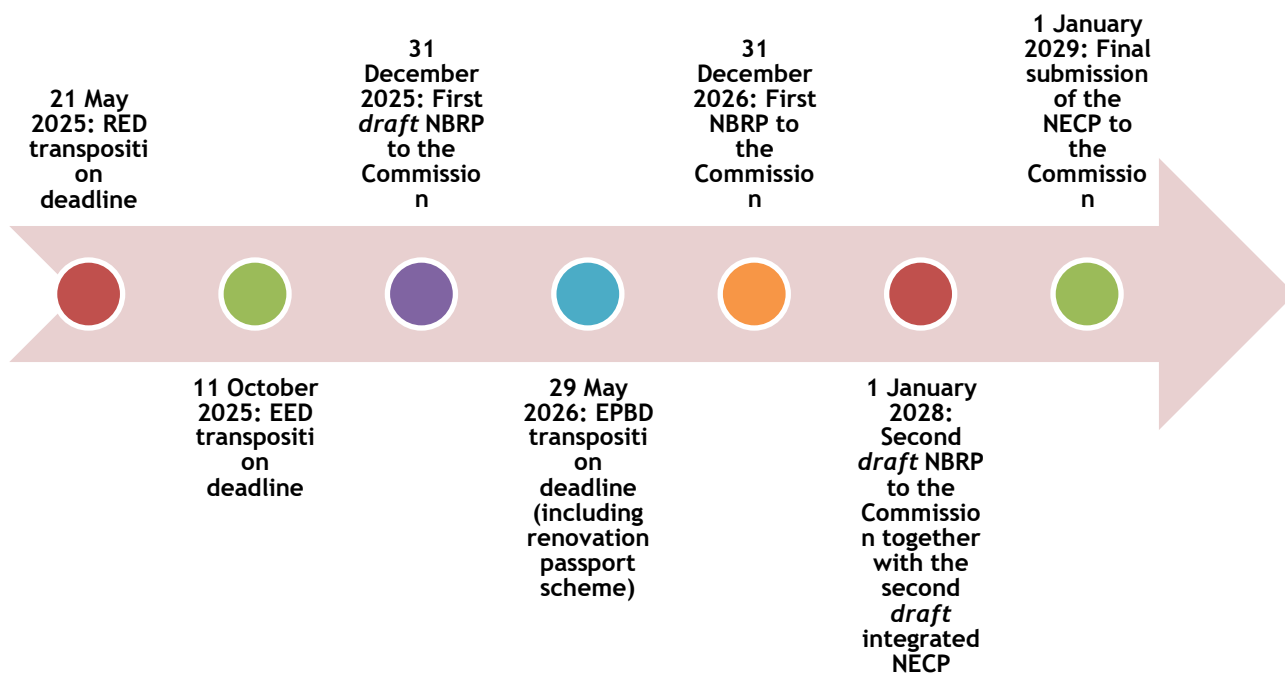 21 May
2025: RED
transpositi
on
deadline
11 October
2025: EED
transpositi
on
deadline
31
December
2025: First
draft NBRP
to the
Commissio
n
29 May
2026: EPBD
transpositi
on
deadline
(including
renovation
passport
scheme)
31
December
2026: First
NBRP to
the
Commissio
n
1 January
2028:
Second
draft NBRP
to the
Commissio
n together
with the
second
draft
integrated
NECP
1 January
2029: Final
submission
of the
NECP to
the
Commissio
n